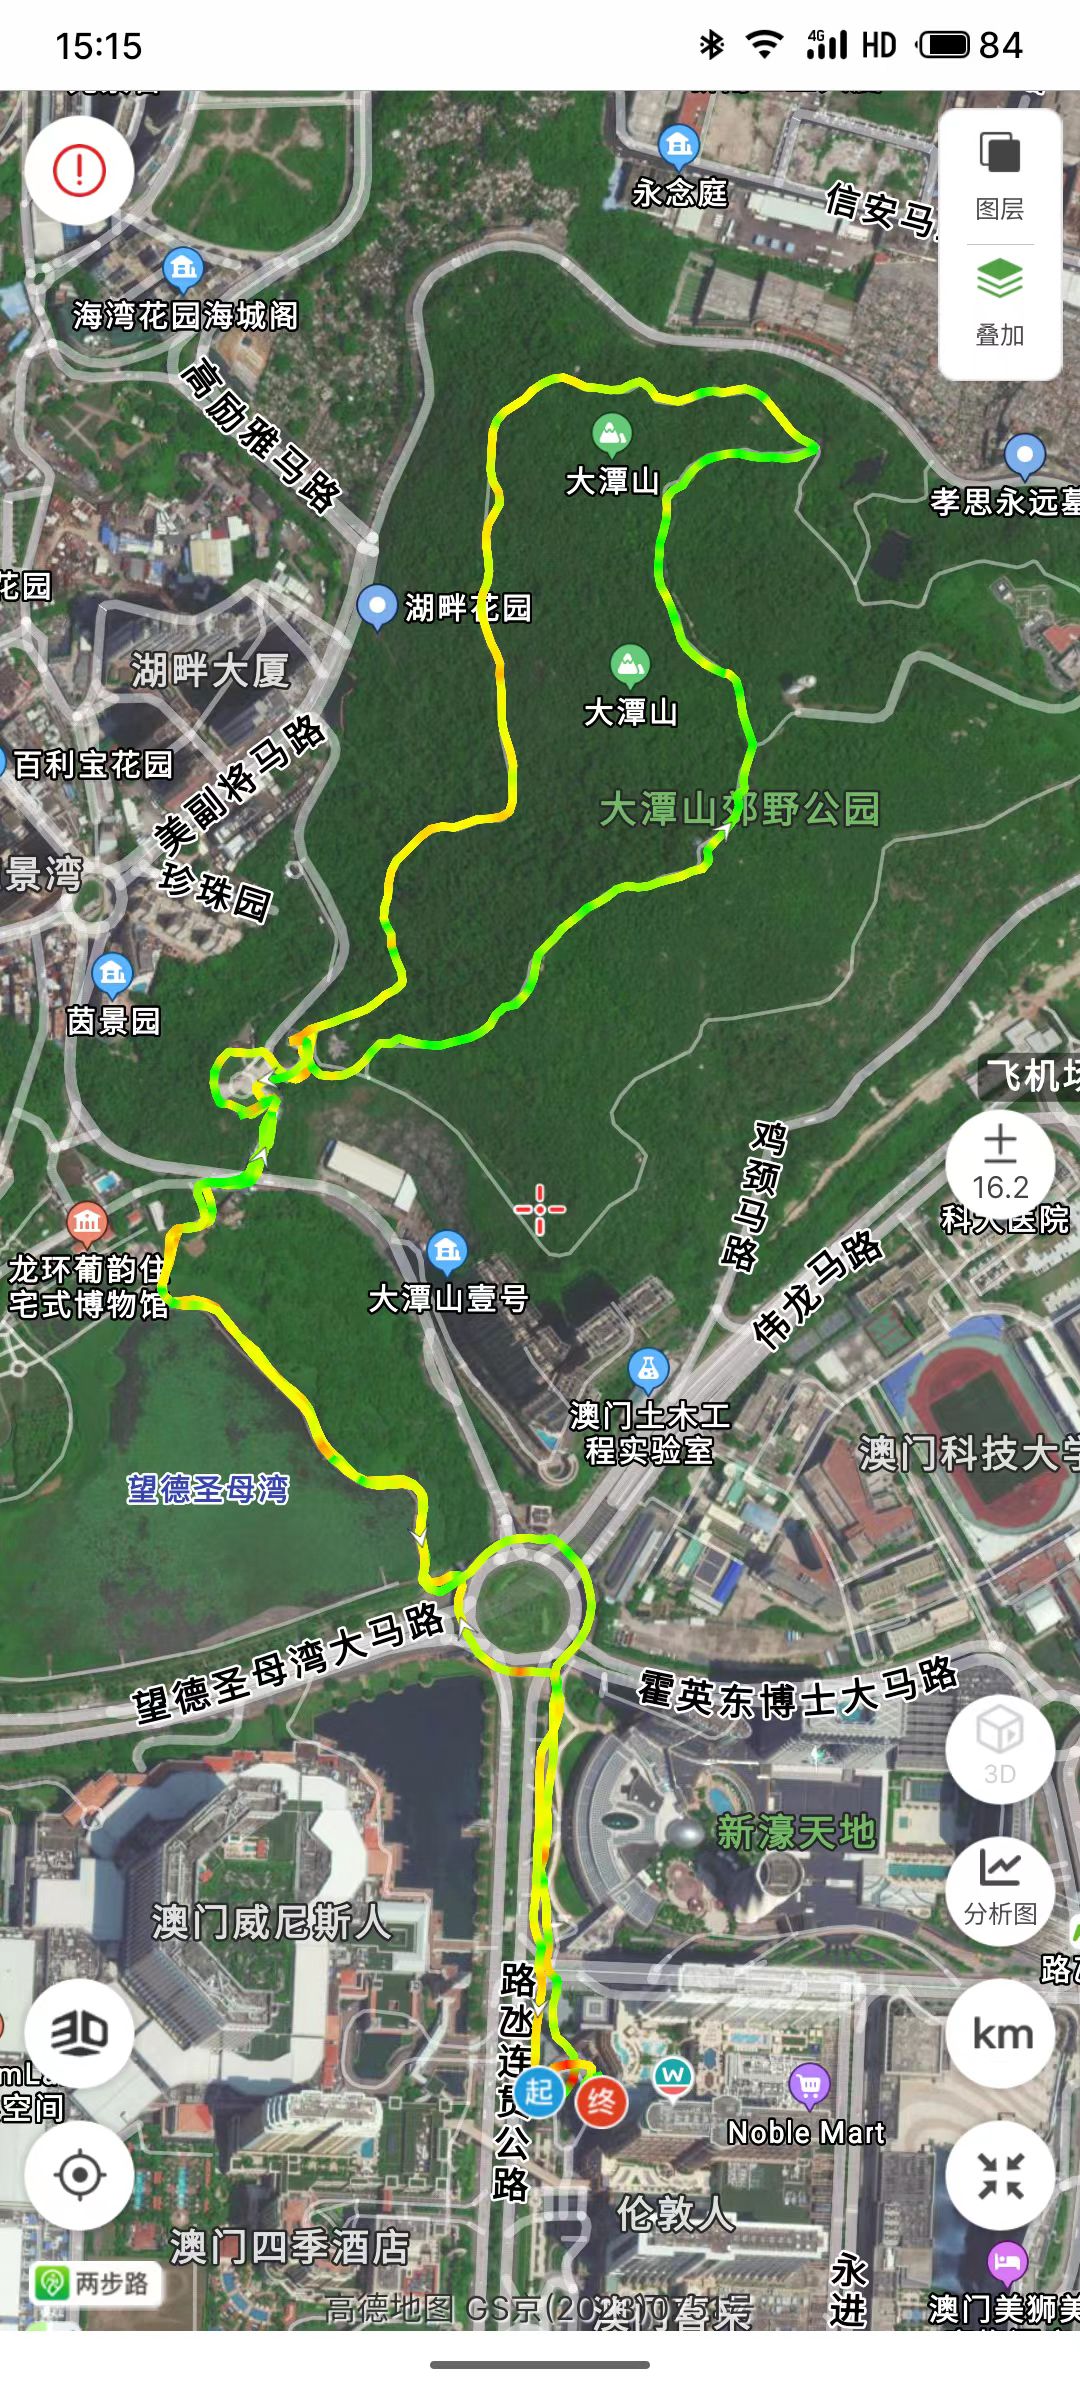 15:15
4G
HD
84
永念庭
信安马
图层
叠加
海湾花园海城阁
高励雅马路
大潭山
孝思永远墓
花园
湖畔花园
湖畔大厦
大潭山
百利宝花园
美副将马路
大潭山郊野公园
景湾
珍珠园
茵景园
飞机场
16.2
鸡颈马路
科大医院
龙环葡韵住
宅式博物馆
大潭山壹号
伟龙马路
澳门土木工
程实验室
澳门科技大学
望德圣母湾
望德圣母湾大马路
霍英东博士大马路
3D
新濠天地
分析图
澳门威尼斯人
路氹连贯公路
3D
km
空间
起
终
W
Noble Mart
伦敦人
澳门四季酒店
两步路
永进
高德地图
澳门美狮美